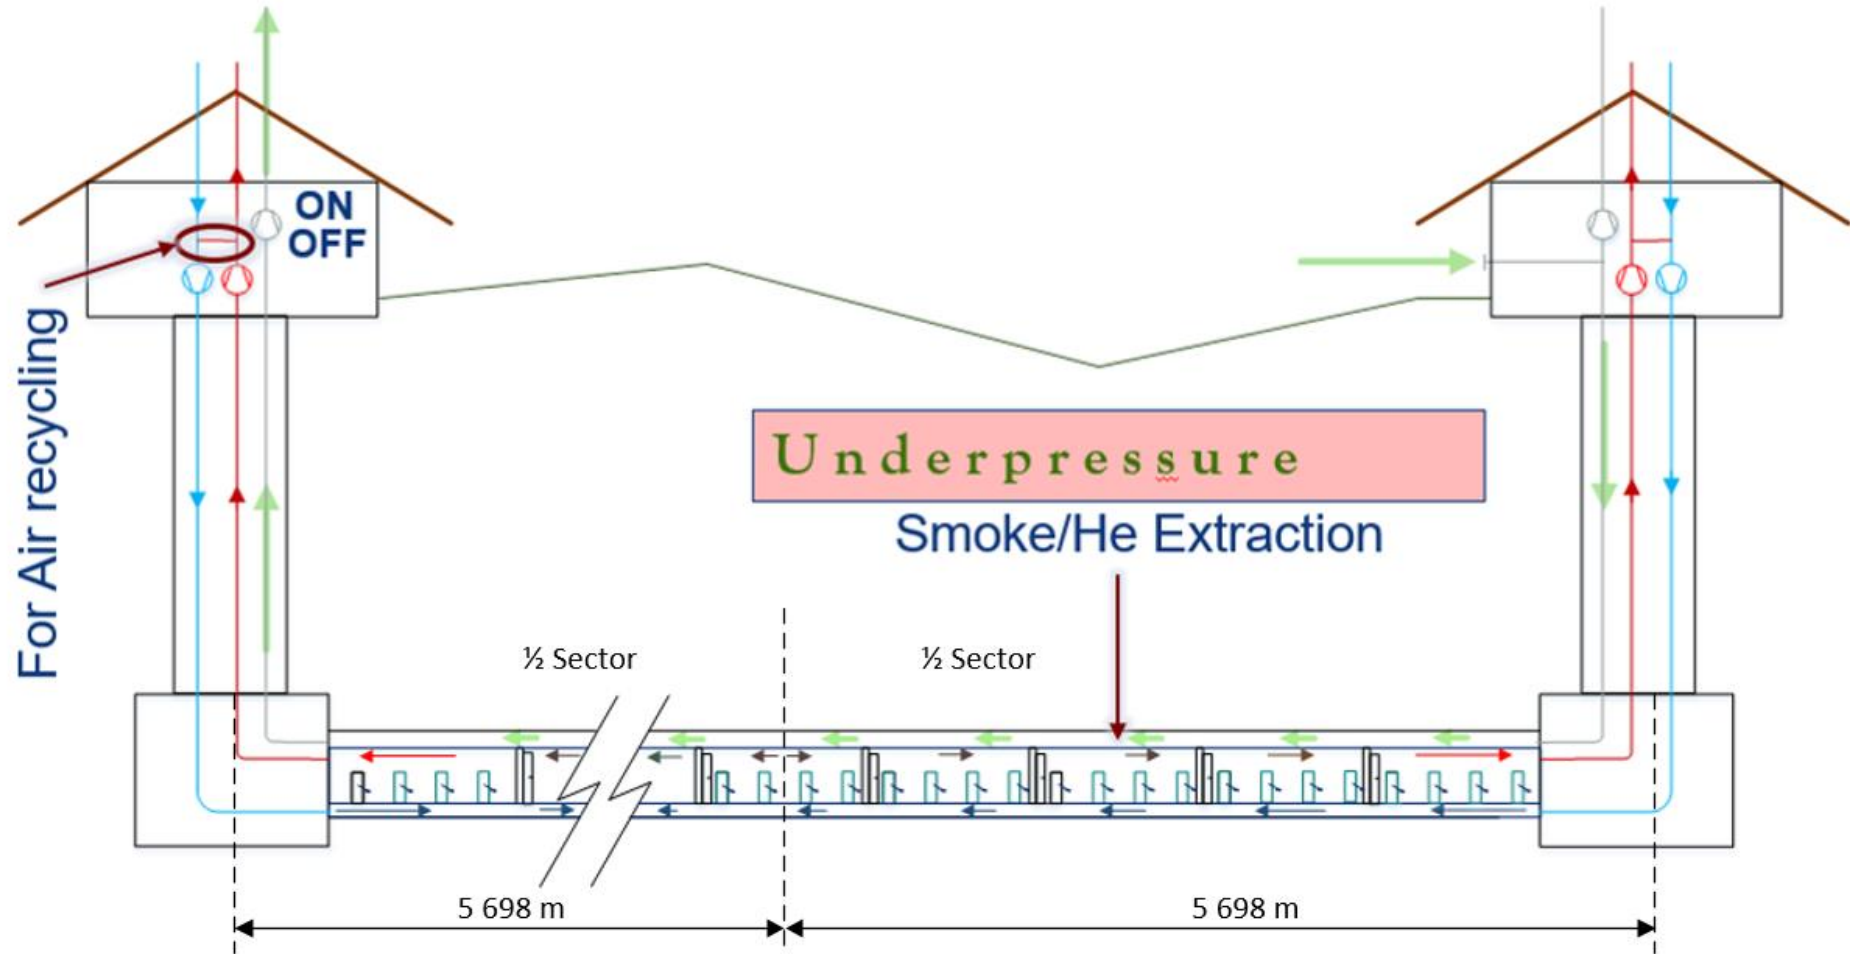 ON
OFF
For Air recycling
Underpressure
Smoke/He Extraction
½ Sector
½ Sector
5 698 m
5 698 m